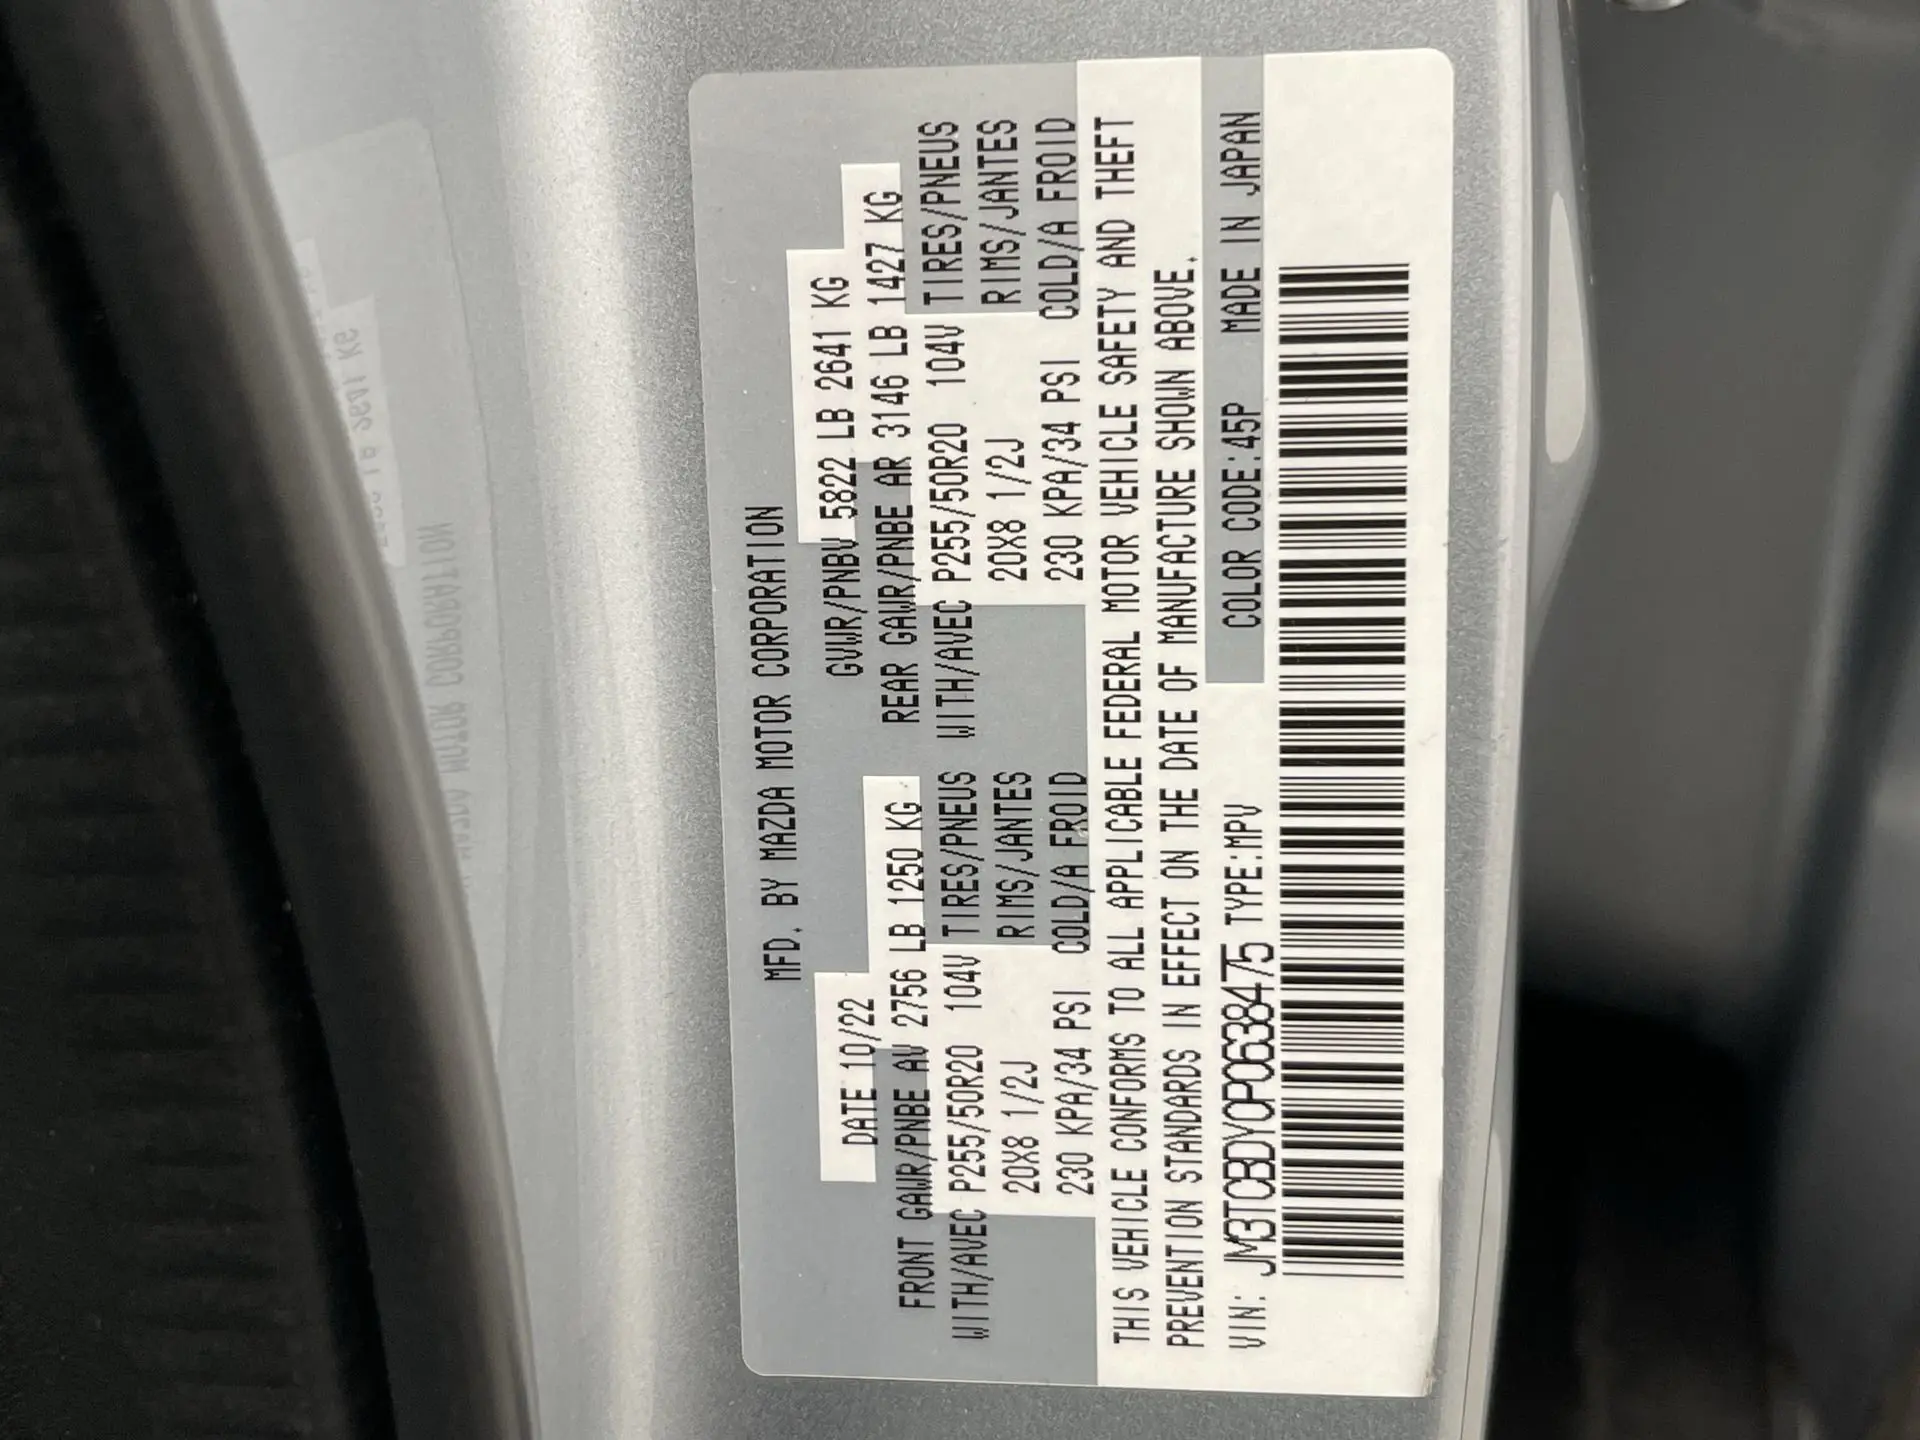 MFD. BY MAZDA MOTOR CORPORATION
DATE 10/22 GVWR/PNBV 5822 LB 2641 KG
FRONT GAWR/PNBE AV 2756 LB 1250 KG REAR GAWR/PNBE AR 3146 LB 1427 KG
WITH/AVEC P255/50R20 104V TIRES/PNEUS WITH/AVEC P255/50R20 104V TIRES/PNEUS
20X8 1/2J RIMS/JANTES 20X8 1/2J RIMS/JANTES
230 KPA/34 PSI COLD/A FROID 230 KPA/34 PSI COLD/A FROID
THIS VEHICLE CONFORMS TO ALL APPLICABLE FEDERAL MOTOR VEHICLE SAFETY AND THEFT
PREVENTION STANDARDS IN EFFECT ON THE DATE OF MANUFACTURE SHOWN ABOVE.
VIN: JM3TCBDY0P0638475 TYPE:MPV COLOR CODE:45P MADE IN JAPAN